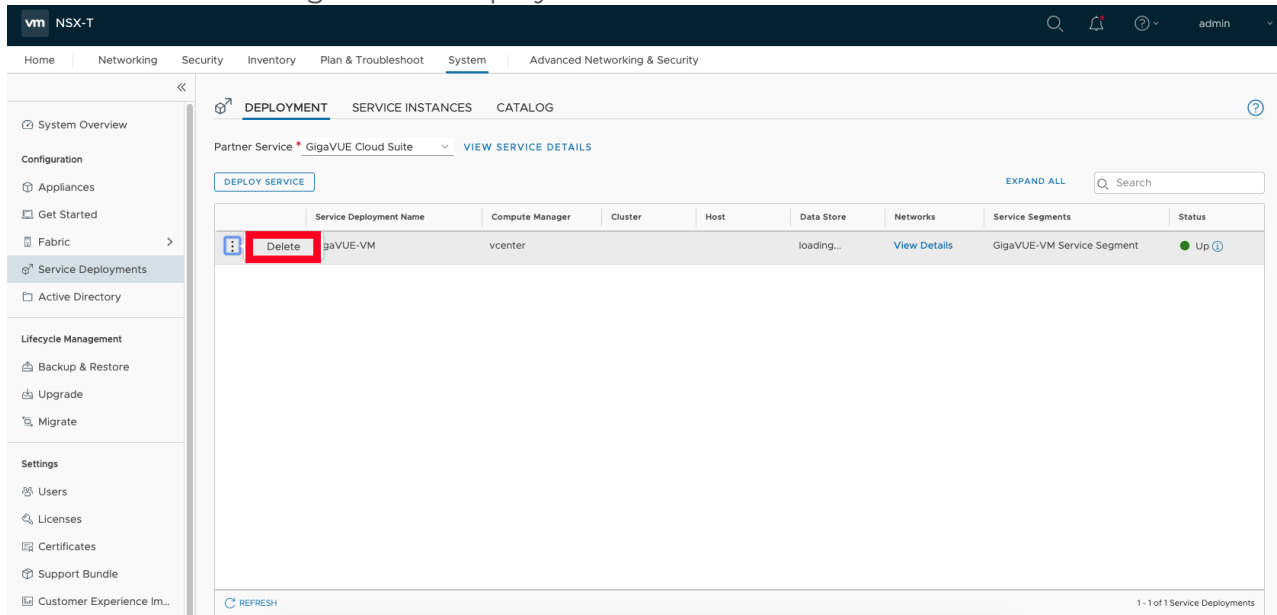 vm NSX-T admin
Home Networking Security Inventory Plan & Troubleshoot System Advanced Networking & Security
System Overview
Configuration
Appliances
Get Started
Fabric
Service Deployments
Active Directory
Lifecycle Management
Backup & Restore
Upgrade
Migrate
Settings
Users
Licenses
Certificates
Support Bundle
Customer Experience Im...
DEPLOYMENT SERVICE INSTANCES CATALOG
Partner Service * GigaVUE Cloud Suite VIEW SERVICE DETAILS
DEPLOY SERVICE EXPAND ALL Search
Service Deployment Name Compute Manager Cluster Host Data Store Networks Service Segments Status
Delete gaVUE-VM vcenter loading... View Details GigaVUE-VM Service Segment Up
REFRESH 1 - 1 of 1 Service Deployments